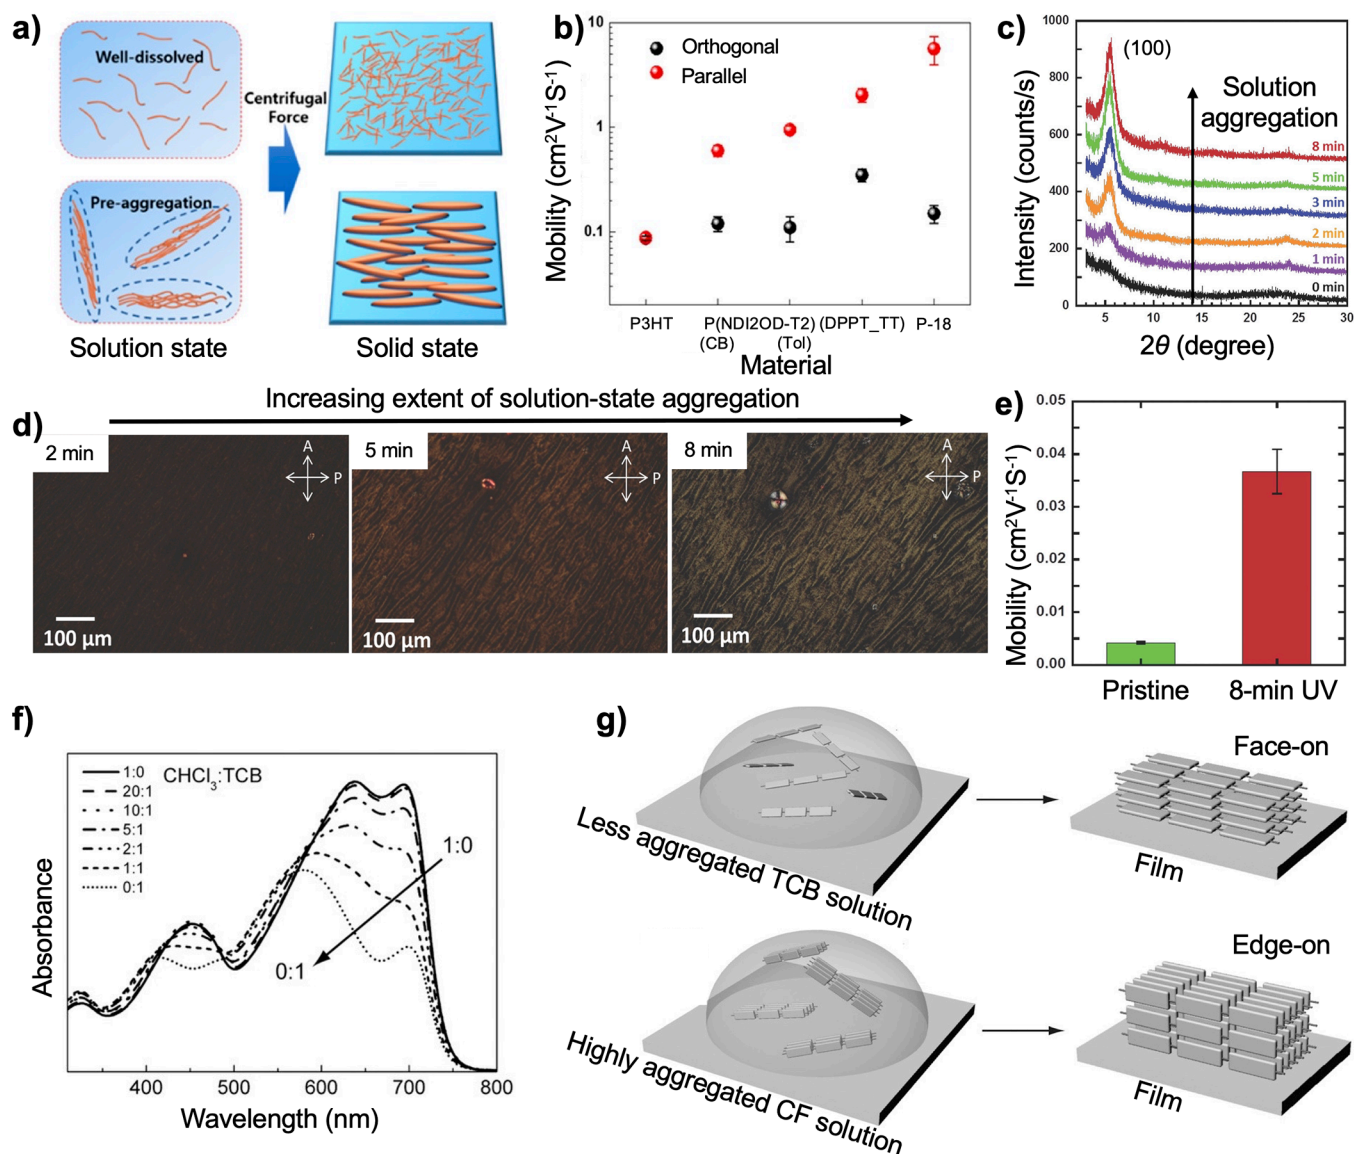 a)
Well-dissolved
Centrifugal
Force
Pre-aggregation
Solution state
Solid state
b)
Orthogonal
Parallel
10
1
0.1
Mobility (cm2V-1S-1)
P3HT
P(NDI2OD-T2)
(DPPT_TT)
P-18
(CB)
(Tol)
Material
c)
1000
800
600
400
200
0
Intensity (counts/s)
(100)
Solution
aggregation
8 min
5 min
3 min
2 min
1 min
0 min
5 10 15 20 25 30
2θ (degree)
Increasing extent of solution-state aggregation
d)
2 min
A
P
100 µm
5 min
A
P
100 µm
8 min
A
P
100 µm
e)
0.05
0.04
0.03
0.02
0.01
0.00
Mobility (cm2V-1S-1)
Pristine
8-min UV
f)
1:0
20:1
10:1
5:1
2:1
1:1
0:1
CHCl3:TCB
1:0
0:1
Absorbance
400 500 600 700 800
Wavelength (nm)
g)
Less aggregated TCB solution
Face-on
Film
Highly aggregated CF solution
Edge-on
Film